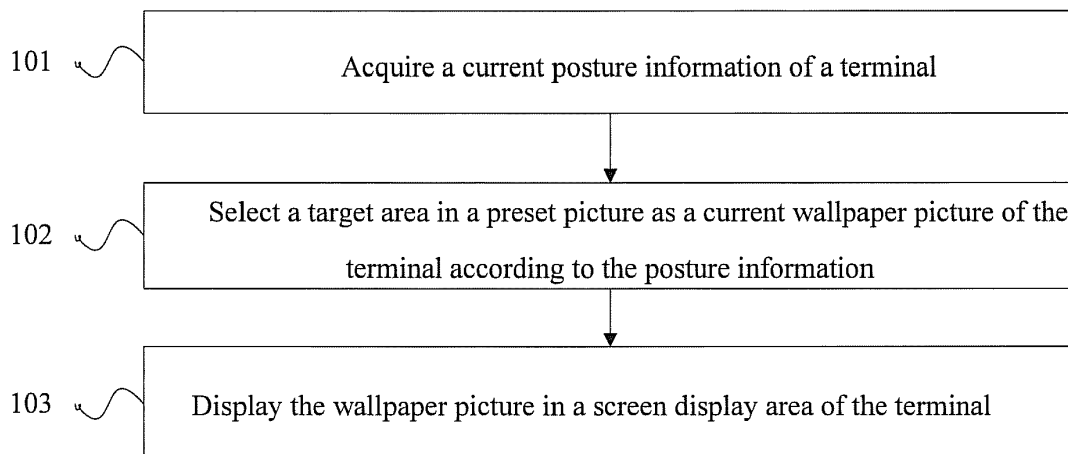 101
Acquire a current posture information of a terminal
102
Select a target area in a preset picture as a current wallpaper picture of the
terminal according to the posture information
103
Display the wallpaper picture in a screen display area of the terminal